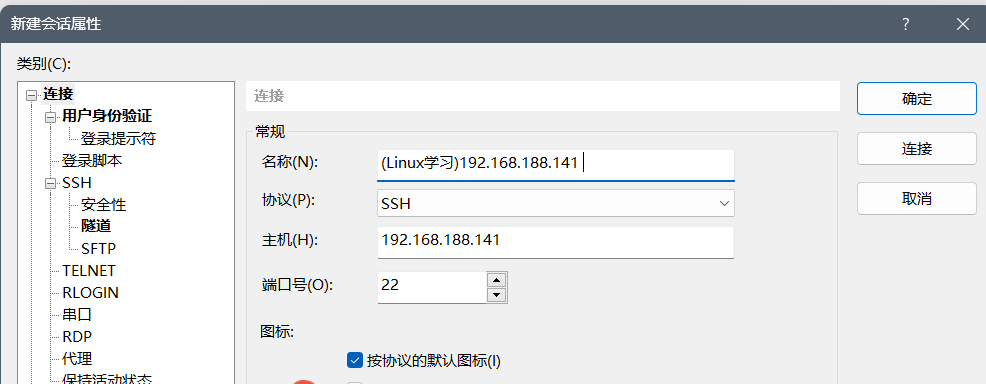 新建会话属性
类别(C):
连接
用户身份验证
登录提示符
登录脚本
SSH
安全性
隧道
SFTP
TELNET
RLOGIN
串口
RDP
代理
保持活动状态
连接
常规
名称(N): (Linux学习)192.168.188.141
协议(P): SSH
主机(H): 192.168.188.141
端口号(O): 22
图标:
按协议的默认图标(I)
确定
连接
取消